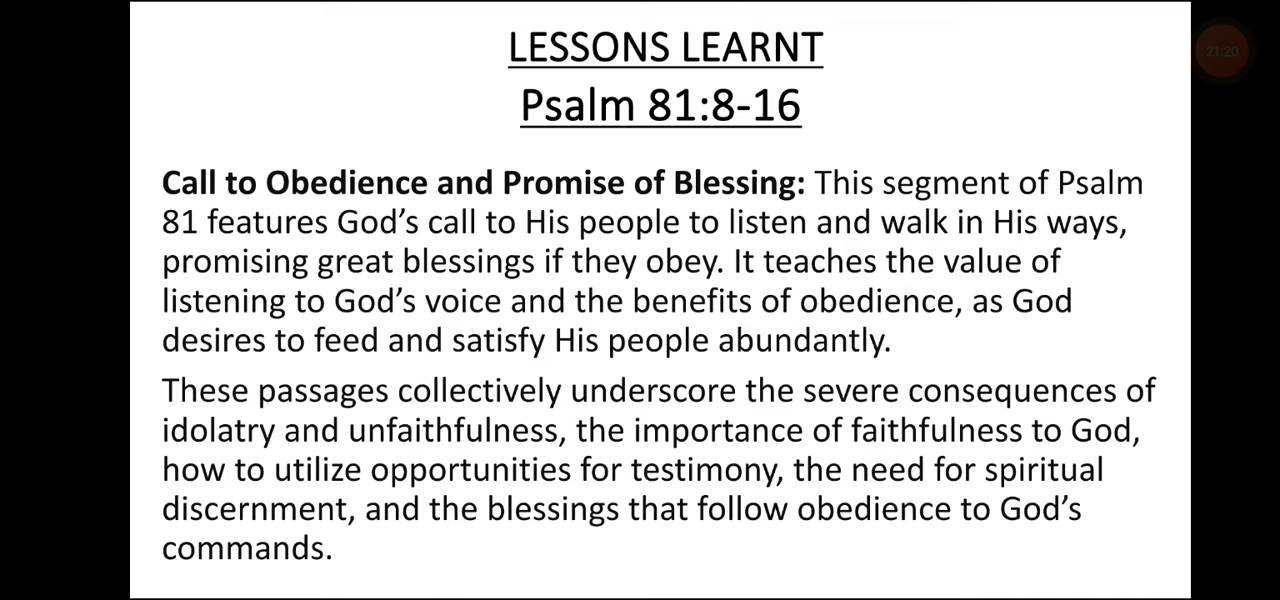 LESSONS LEARNT
Psalm 81:8-16
21:20
Call to Obedience and Promise of Blessing: This segment of Psalm
81 features God’s call to His people to listen and walk in His ways,
promising great blessings if they obey. It teaches the value of
listening to God’s voice and the benefits of obedience, as God
desires to feed and satisfy His people abundantly.
These passages collectively underscore the severe consequences of
idolatry and unfaithfulness, the importance of faithfulness to God,
how to utilize opportunities for testimony, the need for spiritual
discernment, and the blessings that follow obedience to God’s
commands.